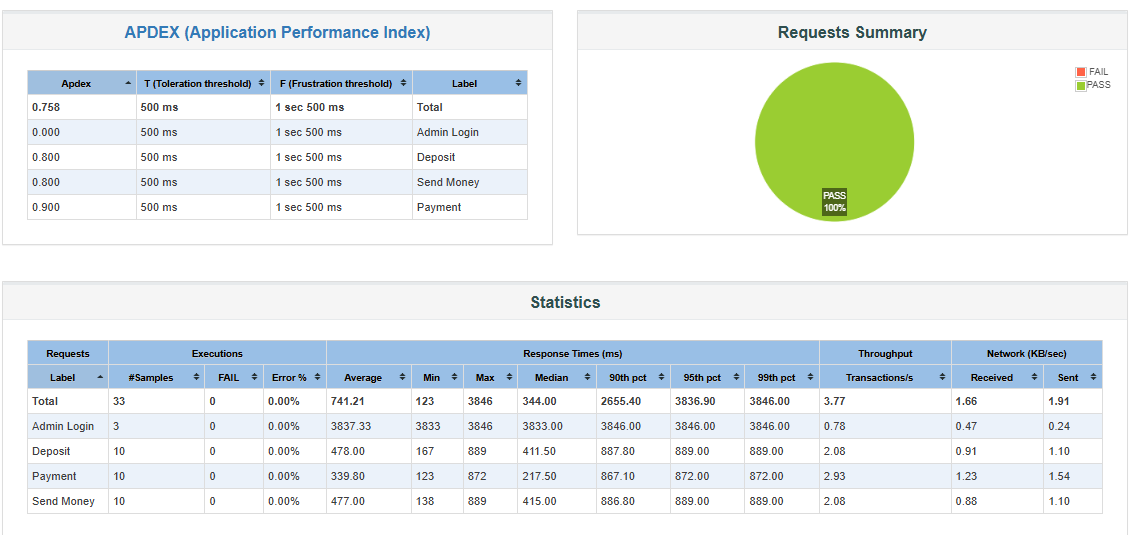 APDEX (Application Performance Index)
Apdex T (Toleration threshold) F (Frustration threshold) Label
0.758 500 ms 1 sec 500 ms Total
0.000 500 ms 1 sec 500 ms Admin Login
0.800 500 ms 1 sec 500 ms Deposit
0.800 500 ms 1 sec 500 ms Send Money
0.900 500 ms 1 sec 500 ms Payment
Requests Summary
FAIL
PASS
PASS
100%
Statistics
Requests Executions Response Times (ms) Throughput Network (KB/sec)
Label #Samples FAIL Error % Average Min Max Median 90th pct 95th pct 99th pct Transactions/s Received Sent
Total 33 0 0.00% 741.21 123 3846 344.00 2655.40 3836.90 3846.00 3.77 1.66 1.91
Admin Login 3 0 0.00% 3837.33 3833 3846 3833.00 3846.00 3846.00 3846.00 0.78 0.47 0.24
Deposit 10 0 0.00% 478.00 167 889 411.50 887.80 889.00 889.00 2.08 0.91 1.10
Payment 10 0 0.00% 339.80 123 872 217.50 867.10 872.00 872.00 2.93 1.23 1.54
Send Money 10 0 0.00% 477.00 138 889 415.00 886.80 889.00 889.00 2.08 0.88 1.10